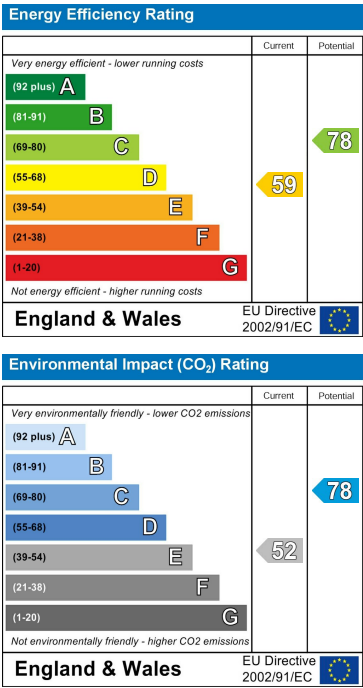 Energy Efficiency Rating
Current Potential
Very energy efficient - lower running costs
(92 plus) A
(81-91) B
(69-80) C
(55-68) D
(39-54) E
(21-38) F
(1-20) G
59
78
Not energy efficient - higher running costs
England & Wales
EU Directive
2002/91/EC
Environmental Impact (CO₂) Rating
Current Potential
Very environmentally friendly - lower CO2 emissions
(92 plus) A
(81-91) B
(69-80) C
(55-68) D
(39-54) E
(21-38) F
(1-20) G
52
78
Not environmentally friendly - higher CO2 emissions
England & Wales
EU Directive
2002/91/EC